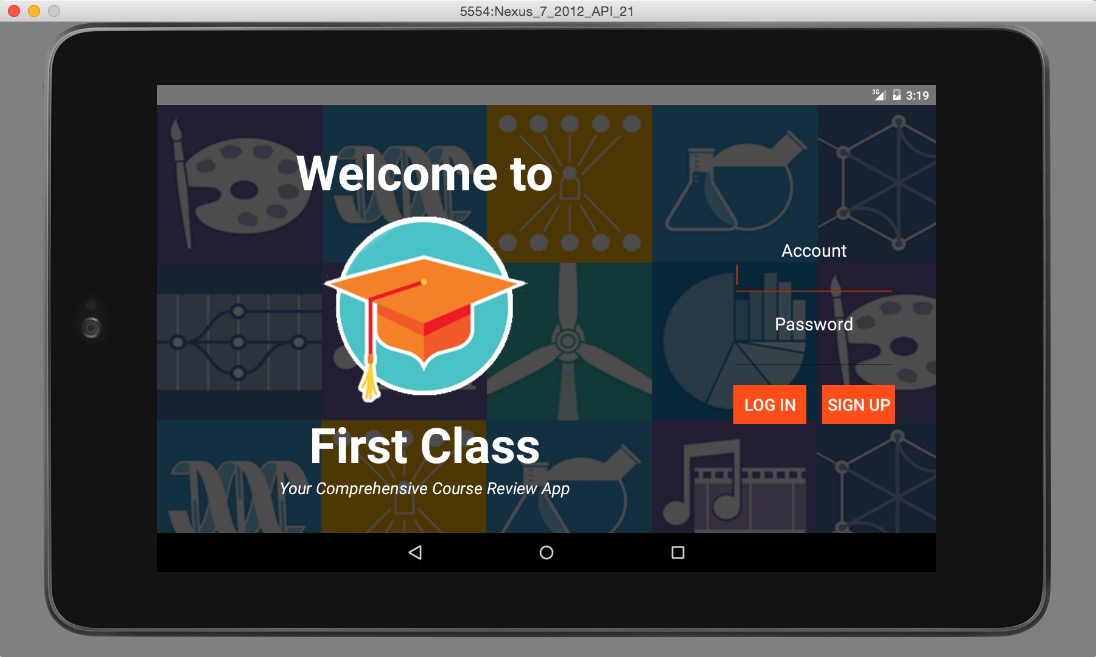 5554:Nexus_7_2012_API_21
3G 3:19
Welcome to
First Class
Your Comprehensive Course Review App
Account
Password
LOG IN SIGN UP